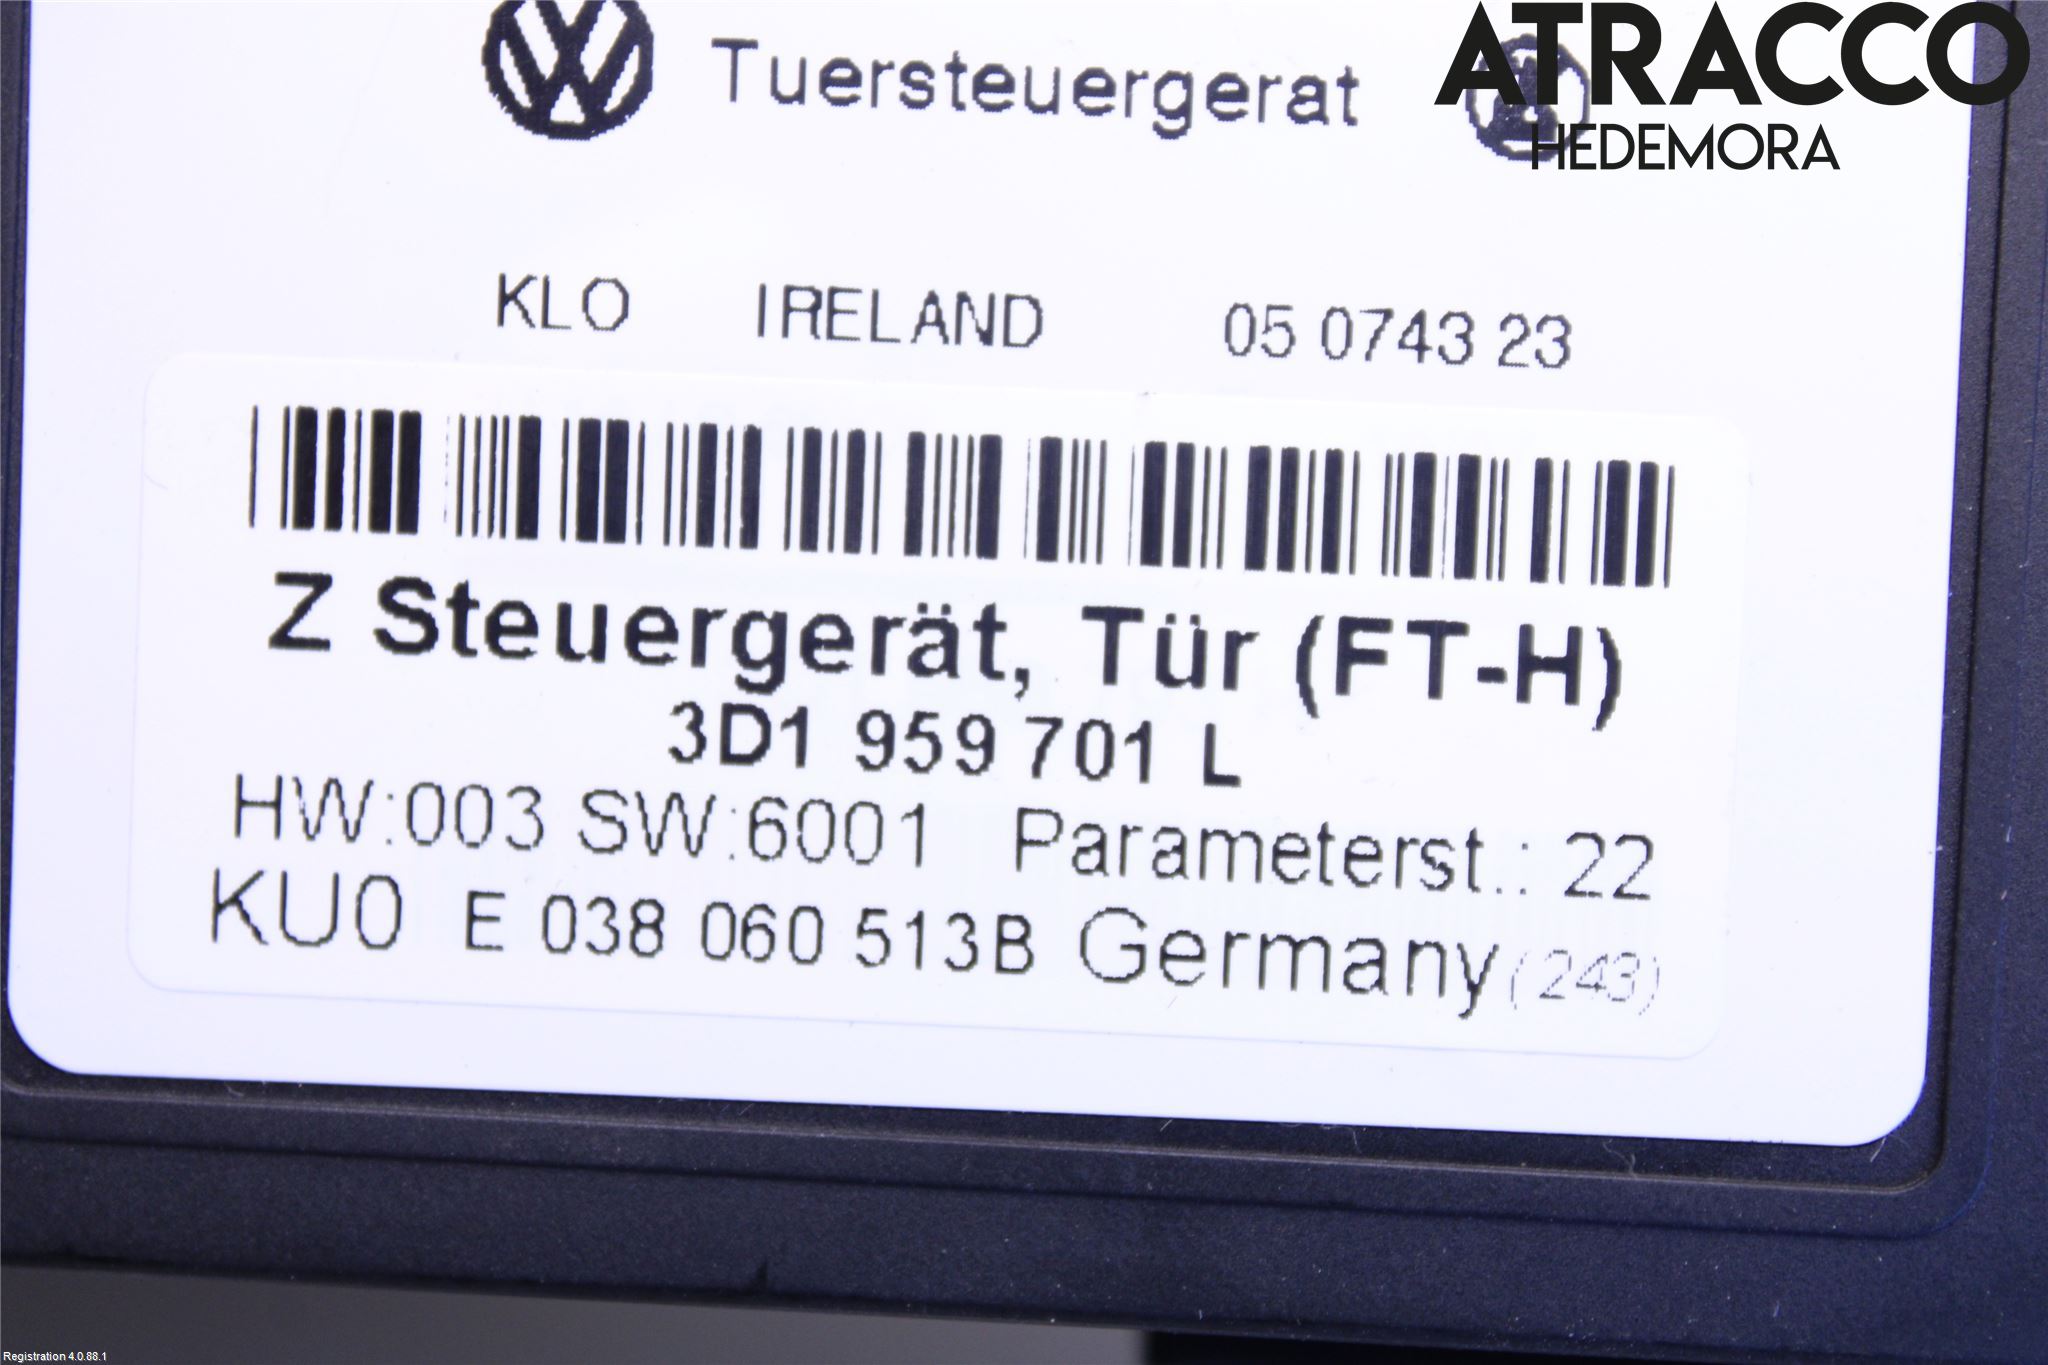 ATRACCO
HEDEMORA
Tuersteuergerat
KLO IRELAND 05 0743 23
Z Steuergerät, Tür (FT-H)
3D1 959 701 L
HW:003 SW:6001 Parameterst.: 22
KU0 E 038 060 513B Germany (243)
Registration 4.0.88.1